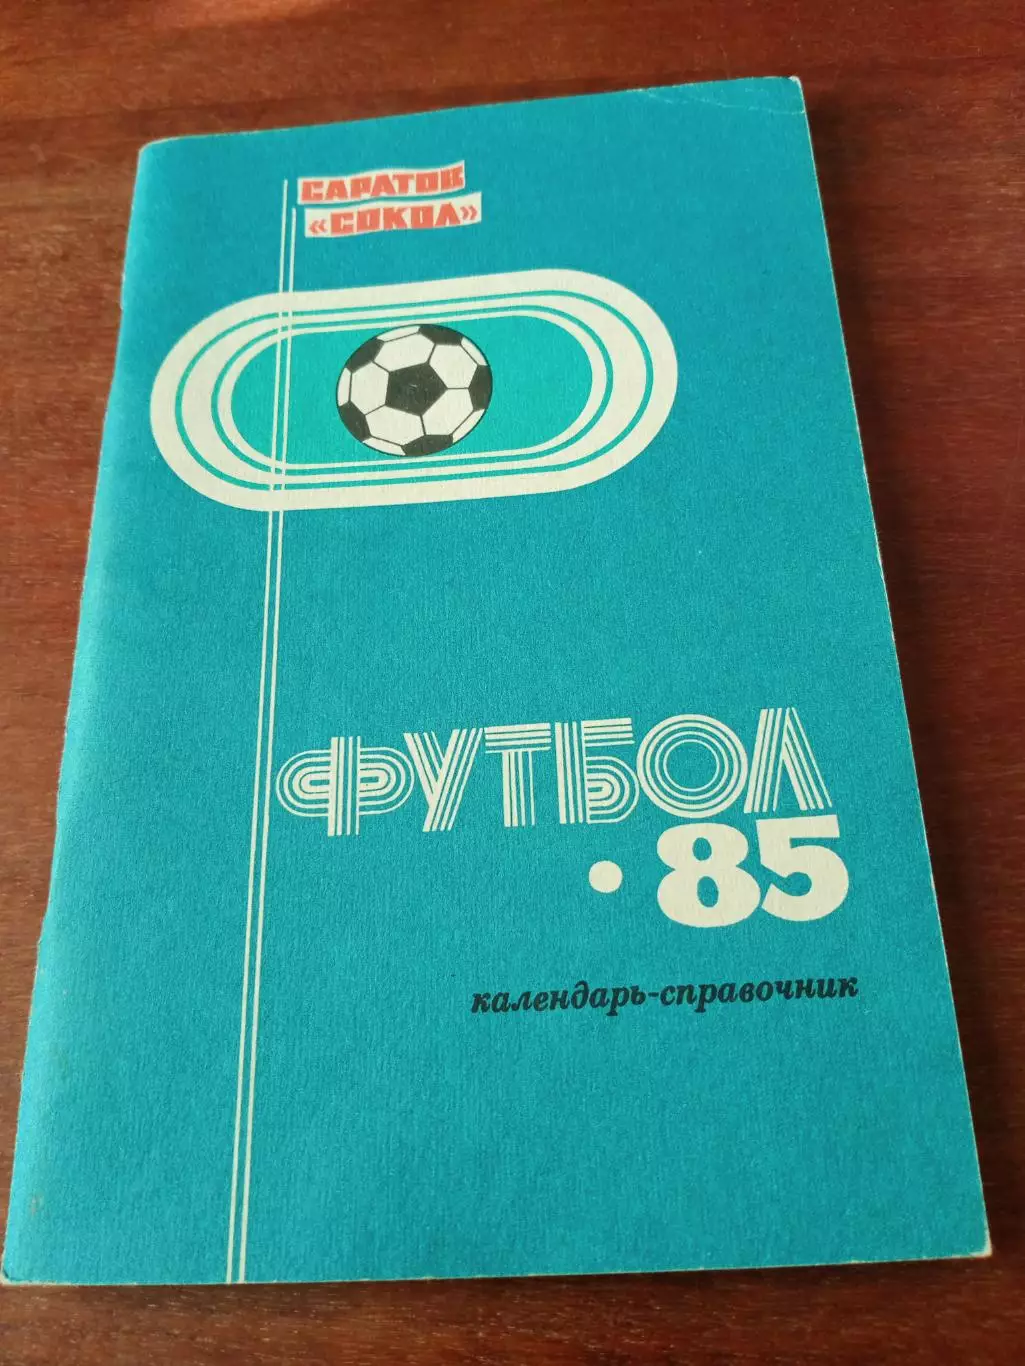 САРАТОВ
«СОКОЛ»
ФУТБОЛ
•85
календарь-справочник